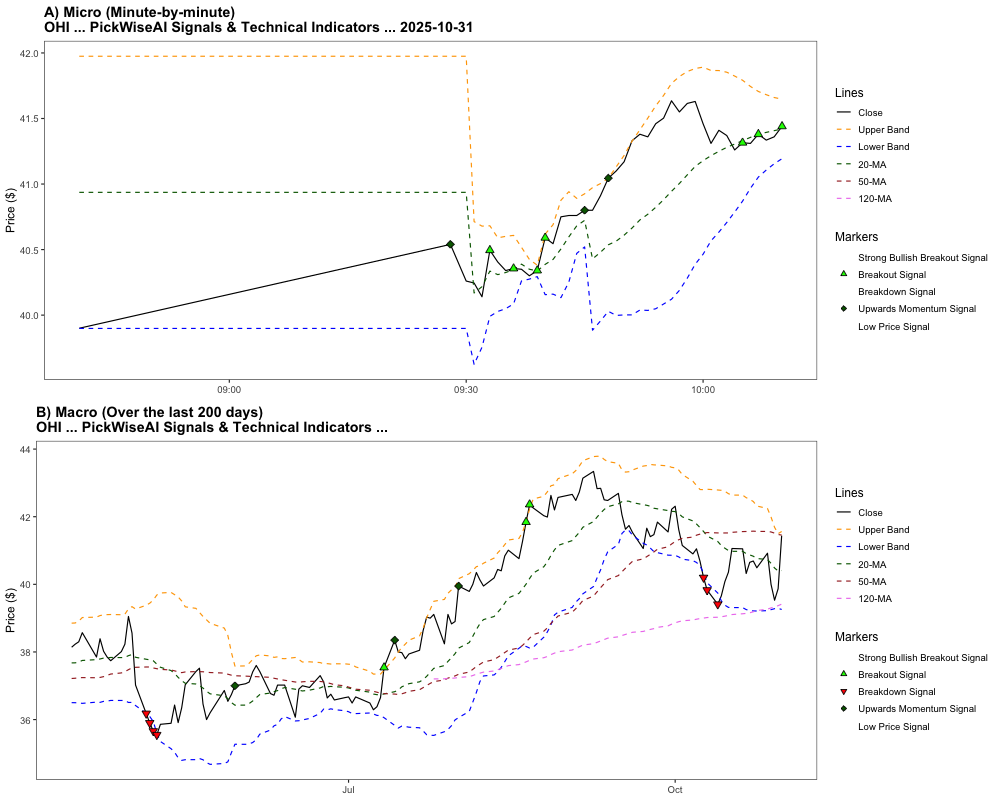 A) Micro (Minute-by-minute)
OHI ... PickWiseAI Signals & Technical Indicators ... 2025-10-31
42.0
41.5
41.0
40.5
40.0
Price ($)
09:00
09:30
10:00
Lines
Close
Upper Band
Lower Band
20-MA
50-MA
120-MA
Markers
Strong Bullish Breakout Signal
Breakout Signal
Breakdown Signal
Upwards Momentum Signal
Low Price Signal
B) Macro (Over the last 200 days)
OHI ... PickWiseAI Signals & Technical Indicators ...
44
42
40
38
36
Price ($)
Jul
Oct
Lines
Close
Upper Band
Lower Band
20-MA
50-MA
120-MA
Markers
Strong Bullish Breakout Signal
Breakout Signal
Breakdown Signal
Upwards Momentum Signal
Low Price Signal